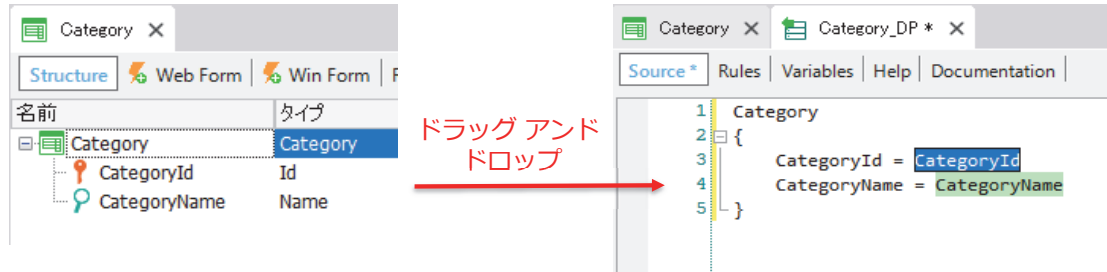 Category
Structure Web Form Win Form
名前 タイプ
Category Category
CategoryId Id
CategoryName Name
ドラッグ アンド
ドロップ
Category Category_DP *
Source * Rules Variables Help Documentation
1 Category
2 {
3 CategoryId = CategoryId
4 CategoryName = CategoryName
5 }